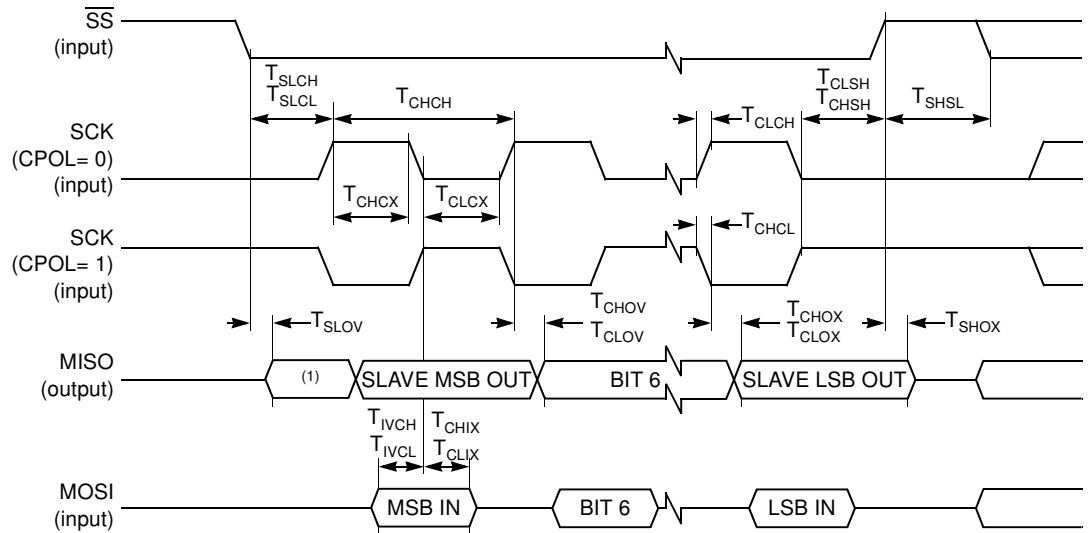 SS
(input)
T_SLCH
T_SLCL
T_CHCH
T_CLCH
T_CLSH
T_CHSH
T_SHSL
SCK
(CPOL= 0)
(input)
T_CHCX
T_CLCX
T_CHCL
SCK
(CPOL= 1)
(input)
T_SLOV
T_CHOV
T_CLOV
T_CHOX
T_CLOX
T_SHOX
MISO
(output)
(1)
SLAVE MSB OUT
BIT 6
SLAVE LSB OUT
T_IVCH
T_IVCL
T_CHIX
T_CLIX
MOSI
(input)
MSB IN
BIT 6
LSB IN